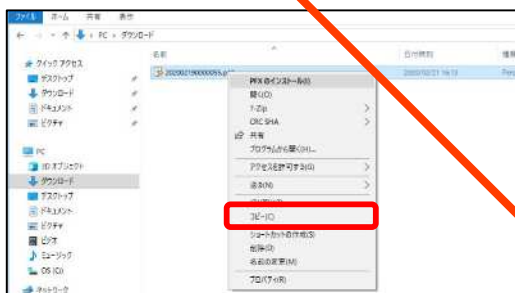 ファイル ホーム 共有 表示
PC › ダウンロード
名前
日付時刻
種類
クイック アクセス
デスクトップ
ダウンロード
ドキュメント
ピクチャ
PC
3D オブジェクト
ダウンロード
デスクトップ
ドキュメント
ピクチャ
ビデオ
ミュージック
OS (C:)
ネットワーク
PFX のインストール(I)
開く(O)
7-Zip
CRC SHA
共有
プログラムから開く(H)...
アクセスを許可する(G)
送る(N)
コピー(C)
ショートカットの作成(S)
削除(D)
名前の変更(M)
プロパティ(R)